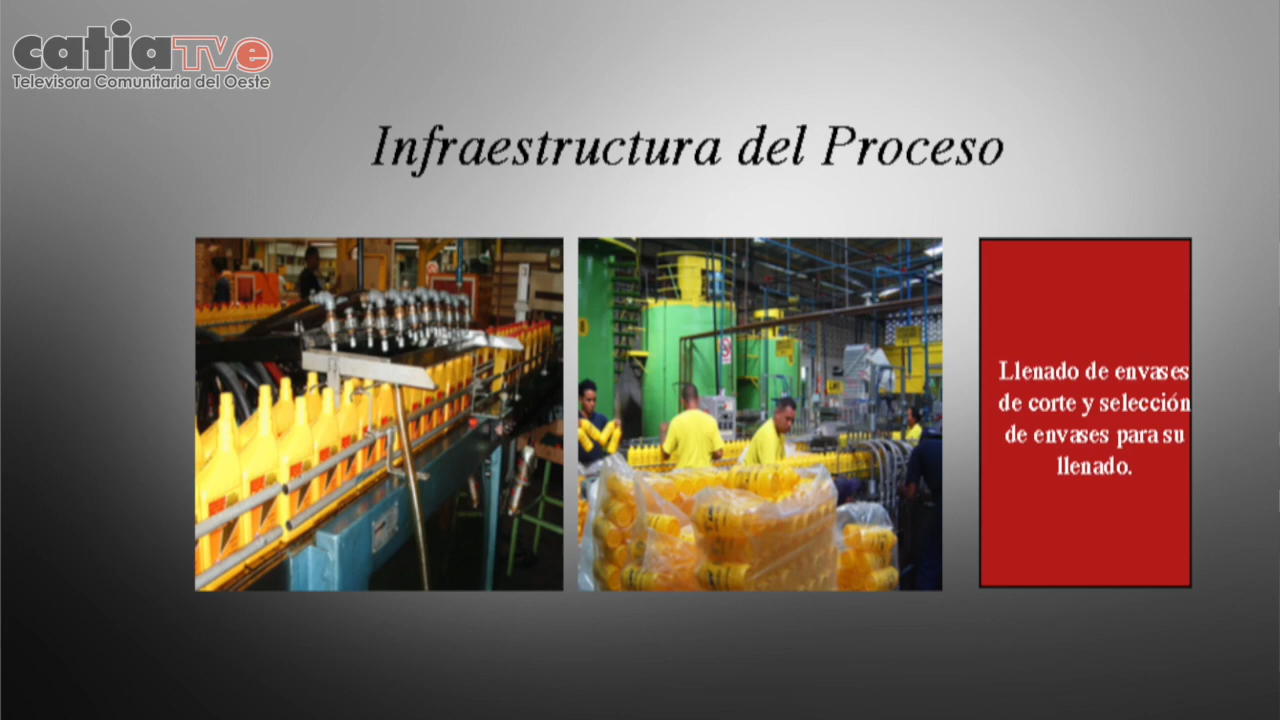 catiaTVe
Televisora Comunitaria del Oeste
Infraestructura del Proceso
Llenado de envases
de corte y selección
de envases para su
llenado.